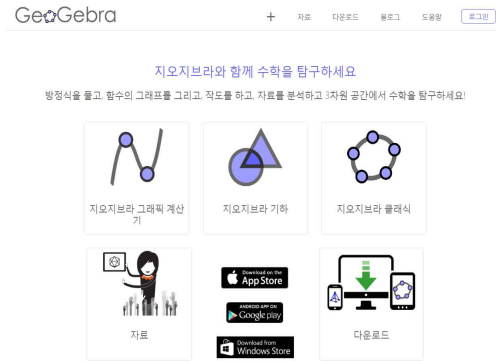 GeoGebra
+ 자료 다운로드 블로그 도움말 로그인
지오지브라와 함께 수학을 탐구하세요
방정식을 풀고, 함수의 그래프를 그리고, 작도를 하고, 자료를 분석하고 3차원 공간에서 수학을 탐구하세요!
지오지브라 그래픽 계산
기
지오지브라 기하
지오지브라 클래식
자료
Download on the
App Store
ANDROID APP ON
Google play
Download from
Windows Store
다운로드